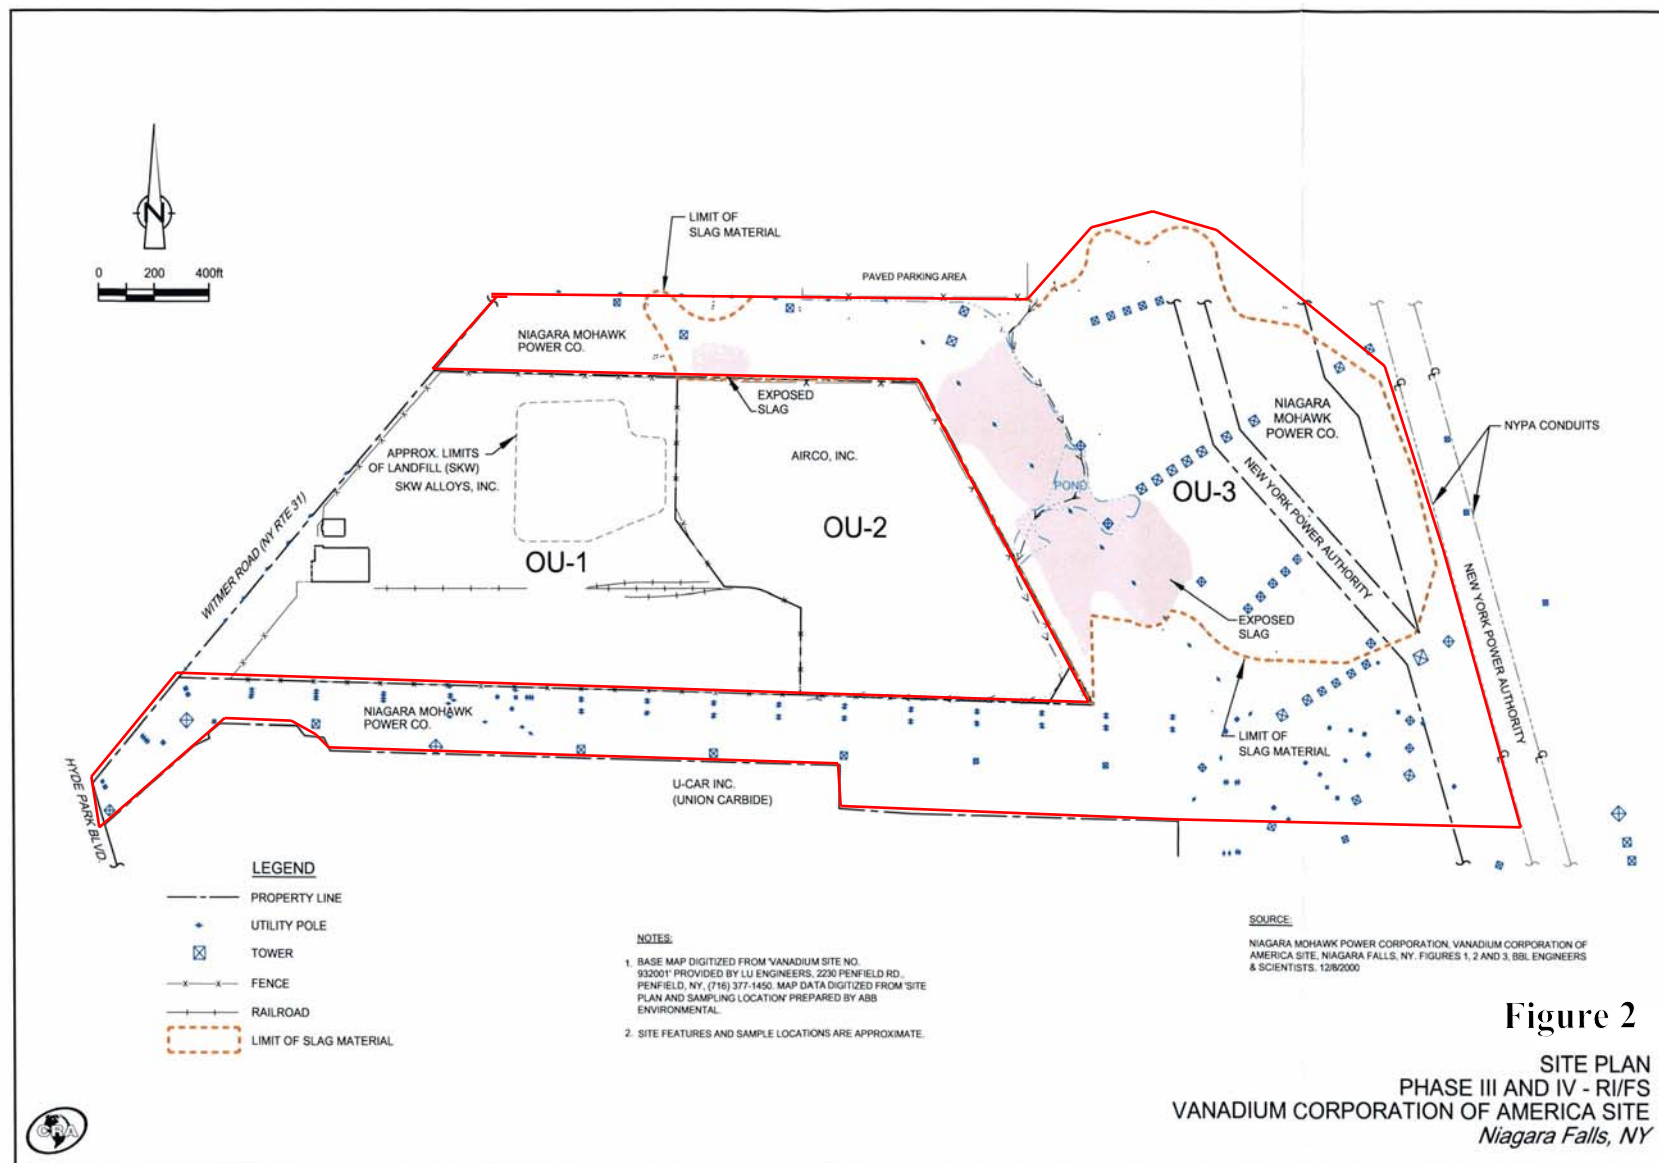 N
0 200 400ft
LIMIT OF
SLAG MATERIAL
PAVED PARKING AREA
NIAGARA MOHAWK
POWER CO.
EXPOSED
SLAG
NIAGARA
MOHAWK
POWER CO.
NYPA CONDUITS
APPROX. LIMITS
OF LANDFILL (SKW)
SKW ALLOYS, INC.
AIRCO, INC.
POND
OU-3
OU-2
OU-1
NEW YORK POWER AUTHORITY
NEW YORK POWER AUTHORITY
WITMER ROAD (NY RTE 31)
EXPOSED
SLAG
NIAGARA MOHAWK
POWER CO.
LIMIT OF
SLAG MATERIAL
HYDE PARK BLVD.
U-CAR INC.
(UNION CARBIDE)
LEGEND
PROPERTY LINE
UTILITY POLE
TOWER
FENCE
RAILROAD
LIMIT OF SLAG MATERIAL
NOTES:
1. BASE MAP DIGITIZED FROM 'VANADIUM SITE NO.
932001' PROVIDED BY LU ENGINEERS, 2230 PENFIELD RD.,
PENFIELD, NY, (716) 377-1450. MAP DATA DIGITIZED FROM 'SITE
PLAN AND SAMPLING LOCATION' PREPARED BY ABB
ENVIRONMENTAL.
2. SITE FEATURES AND SAMPLE LOCATIONS ARE APPROXIMATE.
SOURCE:
NIAGARA MOHAWK POWER CORPORATION, VANADIUM CORPORATION OF
AMERICA SITE, NIAGARA FALLS, NY. FIGURES 1, 2 AND 3, BBL ENGINEERS
& SCIENTISTS, 12/8/2000
Figure 2
SITE PLAN
PHASE III AND IV - RI/FS
VANADIUM CORPORATION OF AMERICA SITE
Niagara Falls, NY
CRA